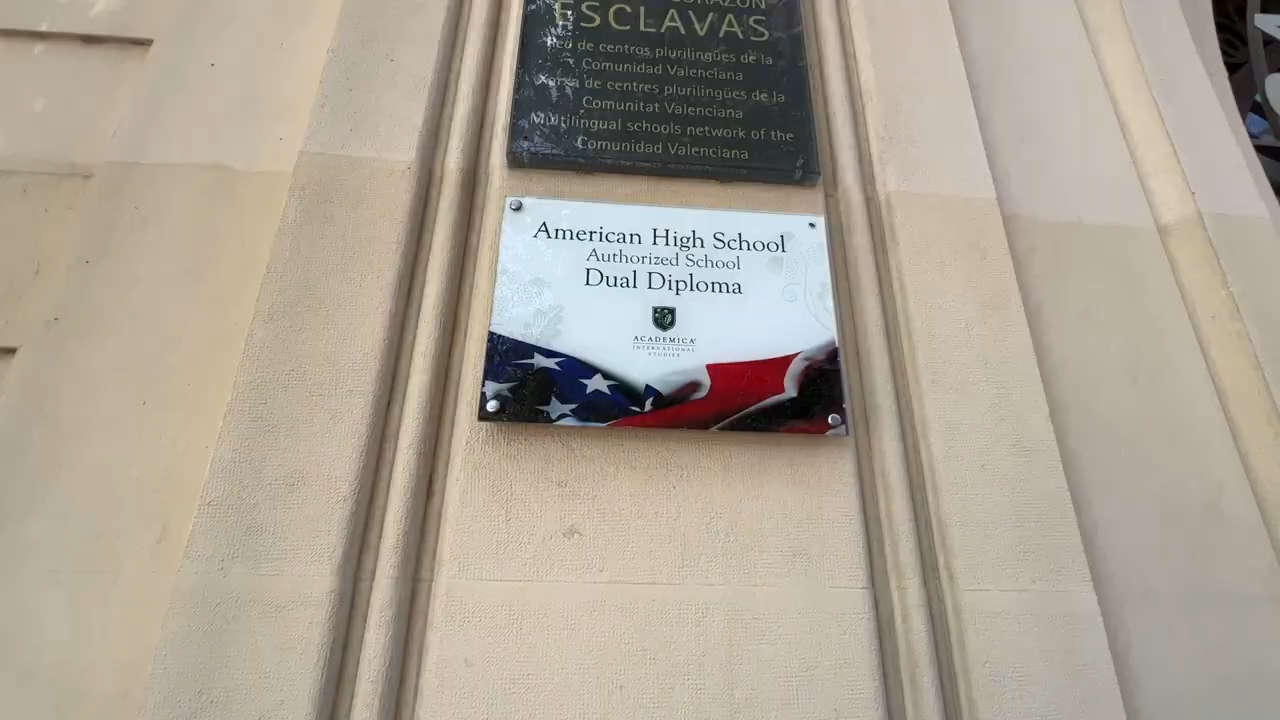 CORAZÓN
ESCLAVAS
Red de centros plurilingües de la
Comunidad Valenciana
Xarxa de centres plurilingües de la
Comunitat Valenciana
Multilingual schools network of the
Comunidad Valenciana
American High School
Authorized School
Dual Diploma
ACADEMICA
INTERNATIONAL
STUDIES